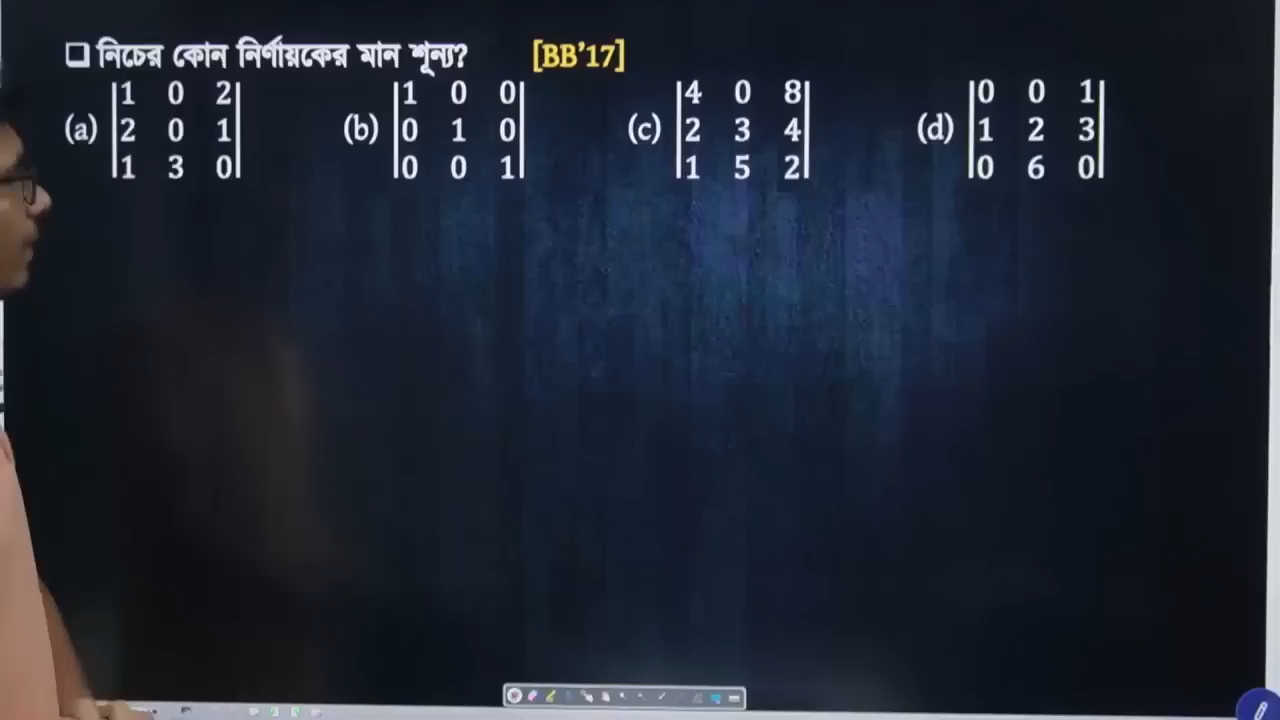 ❑ নিচের কোন নির্ণায়কের মান শূন্য? [BB’17]
(a) |1 0 2| (b) |1 0 0| (c) |4 0 8| (d) |0 0 1|
|2 0 1| |0 1 0| |2 3 4| |1 2 3|
|1 3 0| |0 0 1| |1 5 2| |0 6 0|